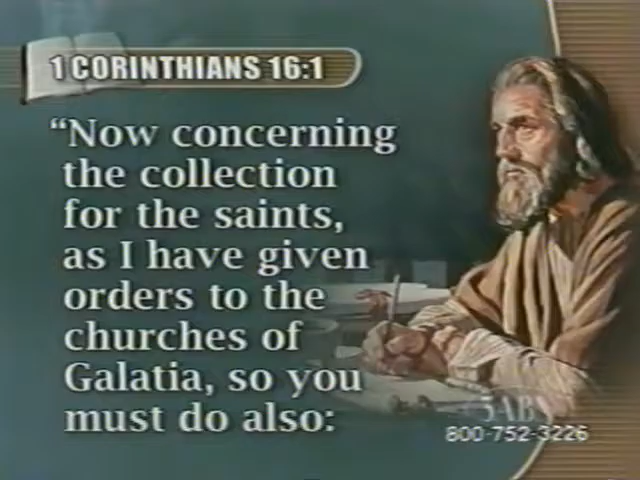 1 CORINTHIANS 16:1
“Now concerning
the collection
for the saints,
as I have given
orders to the
churches of
Galatia, so you
must do also:
3ABN
800-752-3226